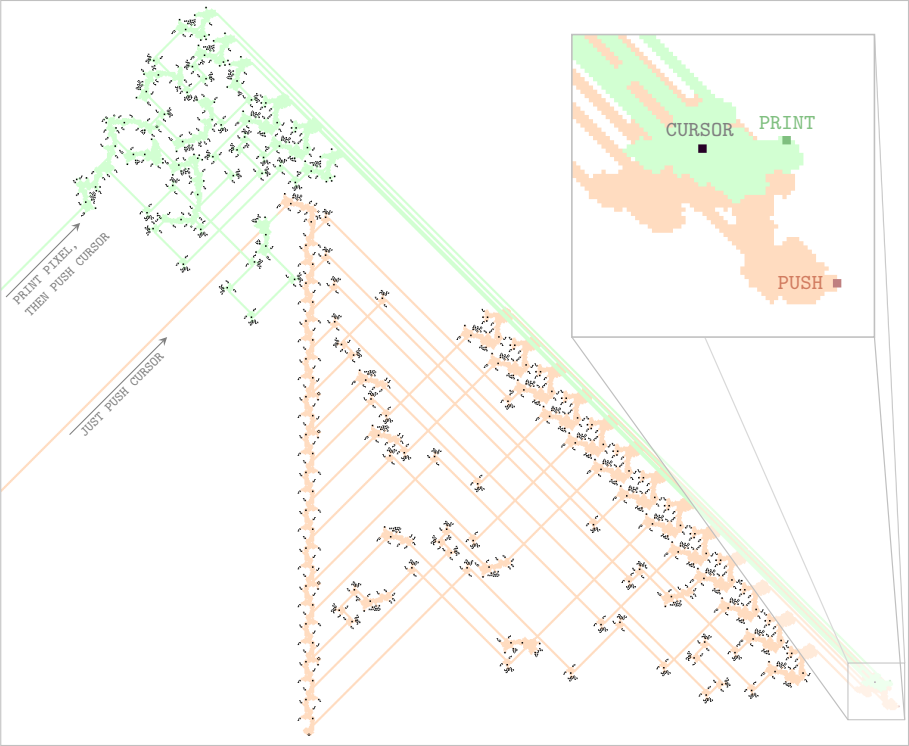 CURSOR
PRINT
PUSH
PRINT PIXEL,
THEN PUSH CURSOR
JUST PUSH CURSOR